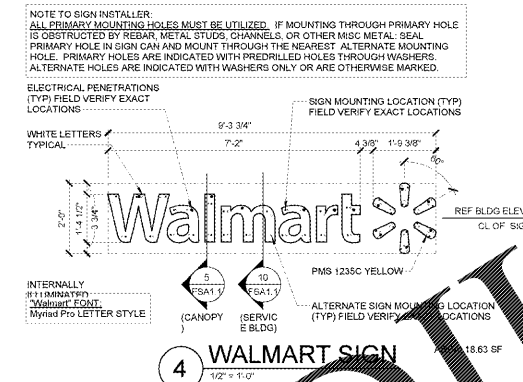 NOTE TO SIGN INSTALLER:
ALL PRIMARY MOUNTING HOLES MUST BE UTILIZED. IF MOUNTING THROUGH PRIMARY HOLE
IS OBSTRUCTED BY REBAR, METAL STUDS, CHANNELS, OR OTHER MISC METAL: SEAL
PRIMARY HOLE IN SIGN CAN AND MOUNT THROUGH THE NEAREST ALTERNATE MOUNTING
HOLE. PRIMARY HOLES ARE INDICATED WITH PREDRILLED HOLES THROUGH WASHERS.
ALTERNATE HOLES ARE INDICATED WITH WASHERS ONLY OR ARE OTHERWISE MARKED.
ELECTRICAL PENETRATIONS
(TYP) FIELD VERIFY EXACT
LOCATIONS
SIGN MOUNTING LOCATION (TYP)
FIELD VERIFY EXACT LOCATIONS
9'-3 3/4"
WHITE LETTERS
TYPICAL
7'-2"
4 3/8"
1'-9 3/8"
60°
2'-0"
1'-4 1/2"
3 3/4"
Walmart
REF BLDG ELEV
CL OF SIG
PMS 1235C YELLOW
5
FSA1.1
10
FSA1.1
INTERNALLY
ILLUMINATED
"Walmart" FONT:
Myriad Pro LETTER STYLE
(CANOPY
)
(SERVIC
E BLDG)
ALTERNATE SIGN MOUNTING LOCATION
(TYP) FIELD VERIFY EXACT LOCATIONS
4
WALMART SIGN
18.63 SF
1/2" = 1'-0"